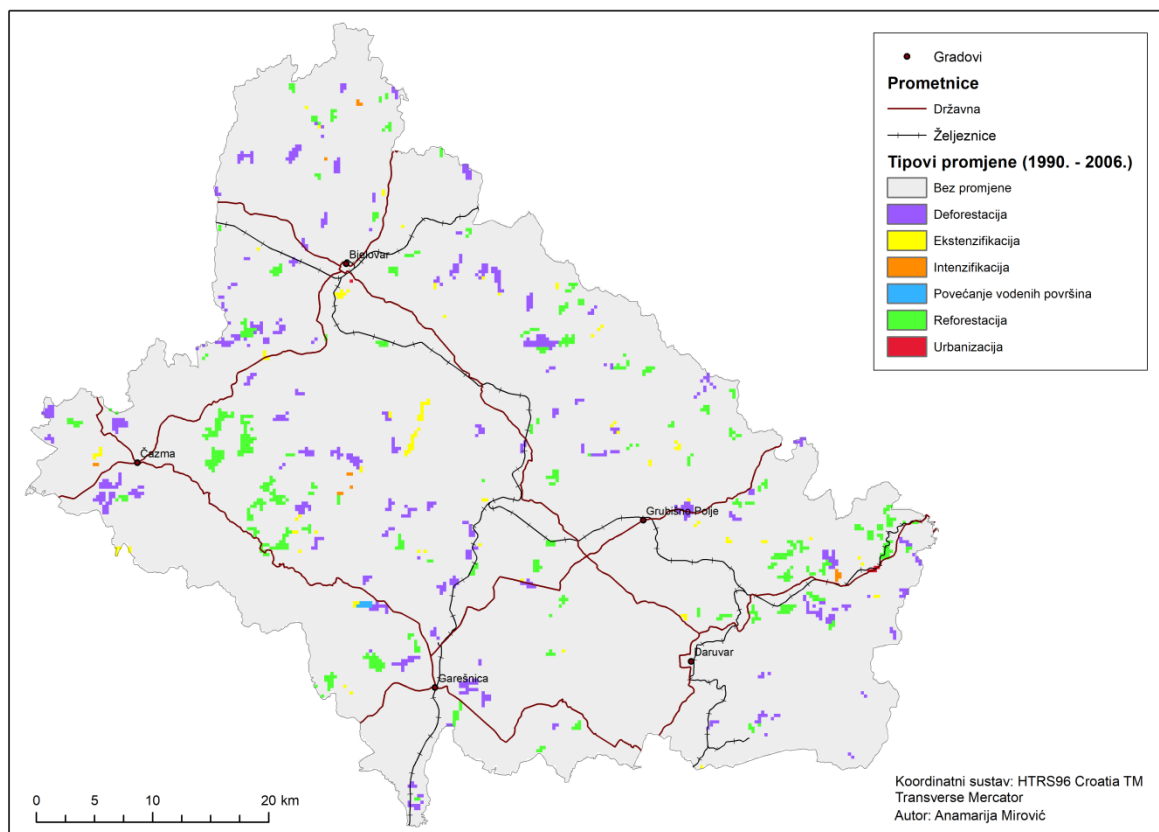 Gradovi
Prometnice
Državna
Željeznice
Tipovi promjene (1990. - 2006.)
Bez promjene
Deforestacija
Ekstenzifikacija
Intenzifikacija
Povećanje vodenih površina
Reforestacija
Urbanizacija
Bjelovar
Čazma
Grubišno Polje
Daruvar
Garešnica
0 5 10 20 km
Koordinatni sustav: HTRS96 Croatia TM
Transverse Mercator
Autor: Anamarija Mirović